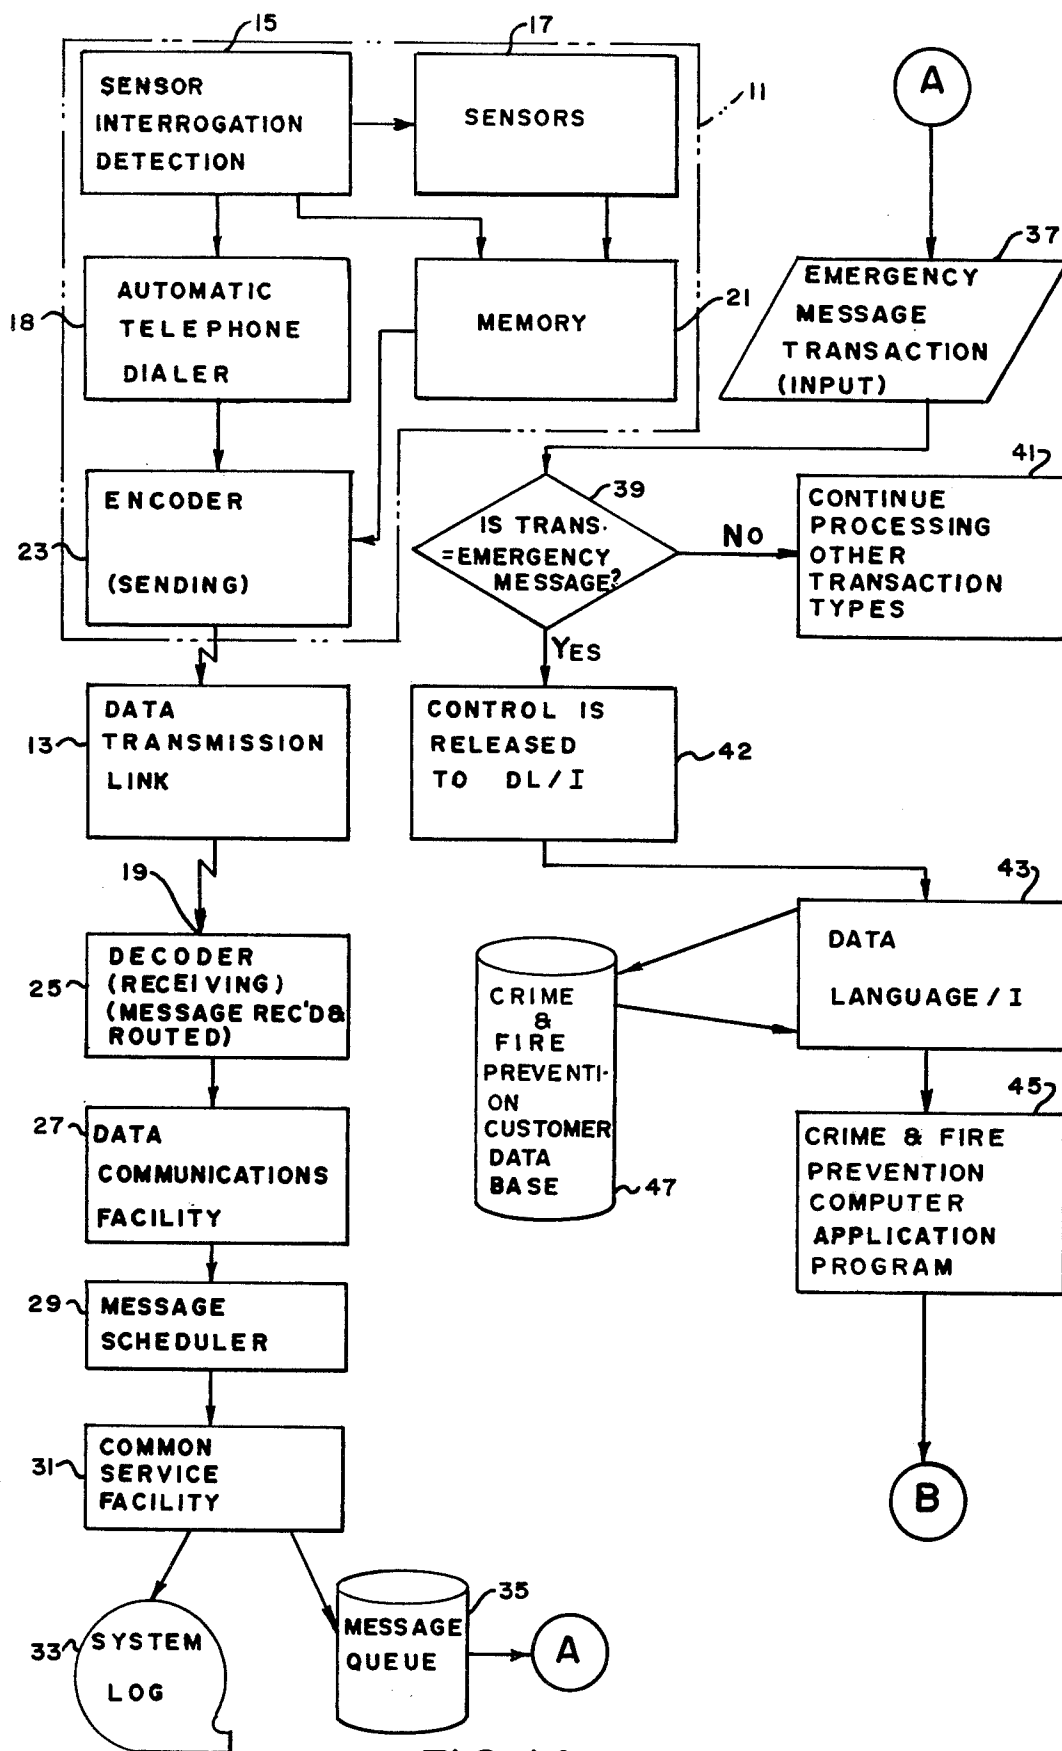 15
SENSOR
INTERROGATION
DETECTION
17
SENSORS
11
18
AUTOMATIC
TELEPHONE
DIALER
MEMORY
21
23
ENCODER
(SENDING)
13
DATA
TRANSMISSION
LINK
19
25
DECODER
(RECEIVING)
(MESSAGE REC'D &
ROUTED)
27
DATA
COMMUNICATIONS
FACILITY
29
MESSAGE
SCHEDULER
31
COMMON
SERVICE
FACILITY
33
SYSTEM
LOG
35
MESSAGE
QUEUE
A
A
37
EMERGENCY
MESSAGE
TRANSACTION
(INPUT)
39
IS TRANS.
=EMERGENCY
MESSAGE?
NO
41
CONTINUE
PROCESSING
OTHER
TRANSACTION
TYPES
YES
CONTROL IS
RELEASED
TO DL/I
42
43
DATA
LANGUAGE/I
CRIME
&
FIRE
PREVENTI-
ON
CUSTOMER
DATA
BASE
47
45
CRIME & FIRE
PREVENTION
COMPUTER
APPLICATION
PROGRAM
B